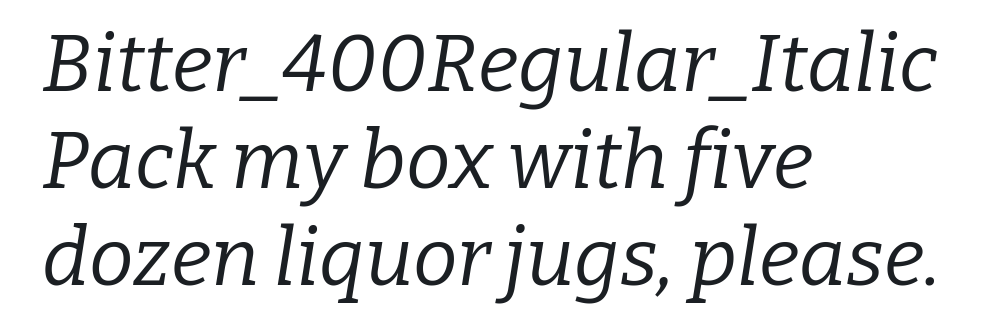 Bitter_400Regular_Italic
Pack my box with five
dozen liquor jugs, please.